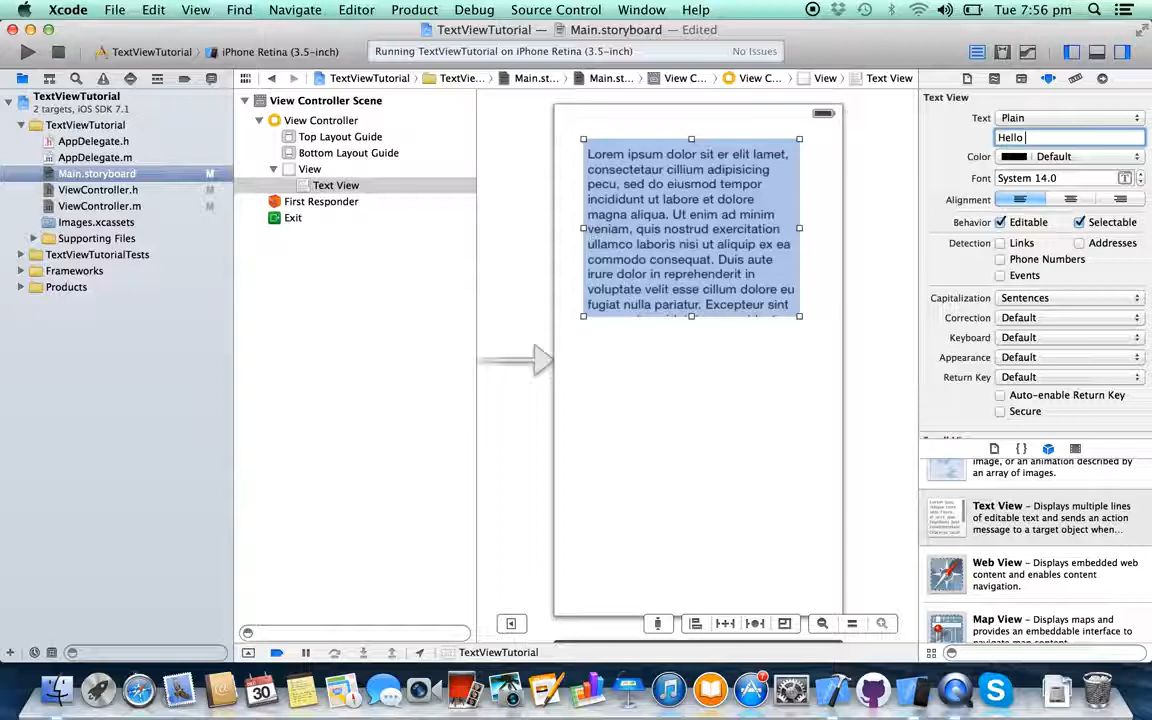 Xcode File Edit View Find Navigate Editor Product Debug Source Control Window Help Tue 7:56 pm
TextViewTutorial — Main.storyboard — Edited
TextViewTutorial iPhone Retina (3.5-inch) Running TextViewTutorial on iPhone Retina (3.5-inch) No Issues
TextViewTutorial TextVie... Main.st... Main.st... View C... View C... View Text View
TextViewTutorial
2 targets, iOS SDK 7.1
TextViewTutorial
AppDelegate.h
AppDelegate.m
Main.storyboard M
ViewController.h M
ViewController.m M
Images.xcassets
Supporting Files
TextViewTutorialTests
Frameworks
Products
View Controller Scene
View Controller
Top Layout Guide
Bottom Layout Guide
View
Text View
First Responder
Exit
Lorem ipsum dolor sit er elit lamet,
consectetaur cillium adipisicing
pecu, sed do eiusmod tempor
incididunt ut labore et dolore
magna aliqua. Ut enim ad minim
veniam, quis nostrud exercitation
ullamco laboris nisi ut aliquip ex ea
commodo consequat. Duis aute
irure dolor in reprehenderit in
voluptate velit esse cillum dolore eu
fugiat nulla pariatur. Excepteur sint
Text View
Text Plain
Hello
Color Default
Font System 14.0
Alignment
Behavior Editable Selectable
Detection Links Addresses
Phone Numbers
Events
Capitalization Sentences
Correction Default
Keyboard Default
Appearance Default
Return Key Default
Auto-enable Return Key
Secure
image, or an animation described by
an array of images.
Text View – Displays multiple lines
of editable text and sends an action
message to a target object when...
Web View – Displays embedded web
content and enables content
navigation.
Map View – Displays maps and
provides an embeddable interface to
TextViewTutorial
30